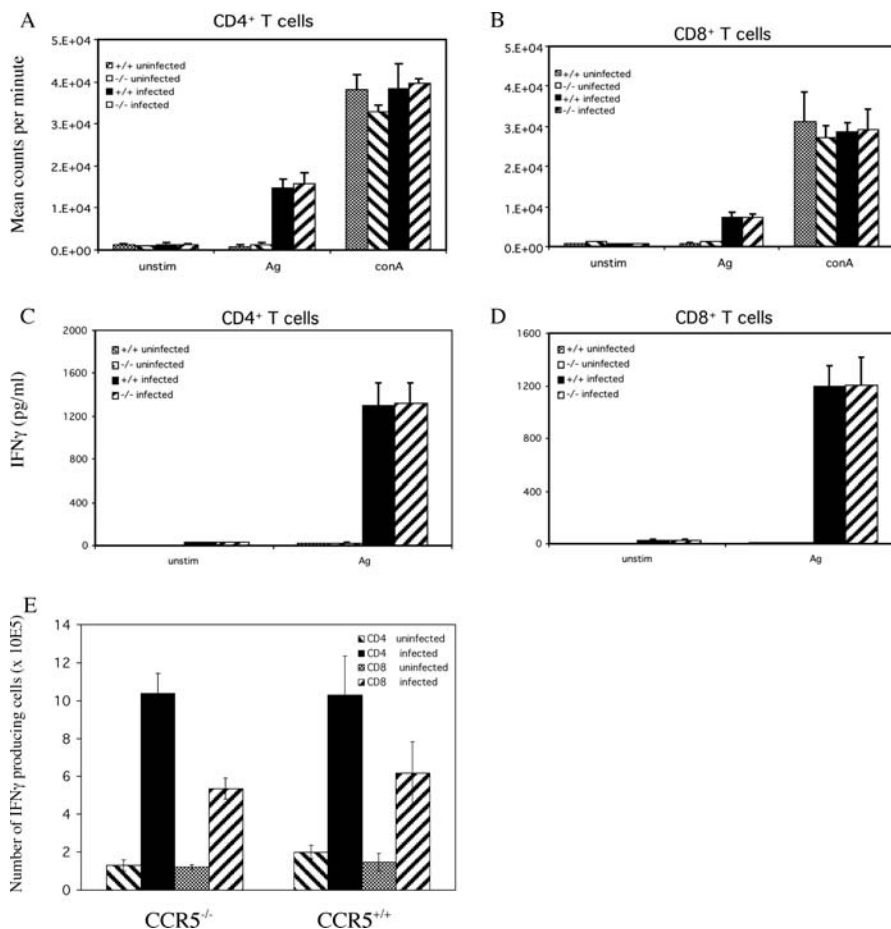 A
CD4+ T cells
Mean counts per minute
5.E+04
4.E+04
3.E+04
2.E+04
1.E+04
0.E+00
+/+ uninfected
-/- uninfected
+/+ infected
-/- infected
unstim
Ag
conA
B
CD8+ T cells
5.E+04
4.E+04
3.E+04
2.E+04
1.E+04
0.E+00
+/+ uninfected
-/- uninfected
+/+ infected
-/- infected
unstim
Ag
conA
C
CD4+ T cells
IFNγ (pg/ml)
2000
1600
1200
800
400
0
+/+ uninfected
-/- uninfected
+/+ infected
-/- infected
unstim
Ag
D
CD8+ T cells
1600
1200
800
400
0
+/+ uninfected
-/- uninfected
+/+ infected
-/- infected
unstim
Ag
E
Number of IFNγ producing cells (x 10E5)
14
12
10
8
6
4
2
0
CD4 uninfected
CD4 infected
CD8 uninfected
CD8 infected
CCR5-/-
CCR5+/+